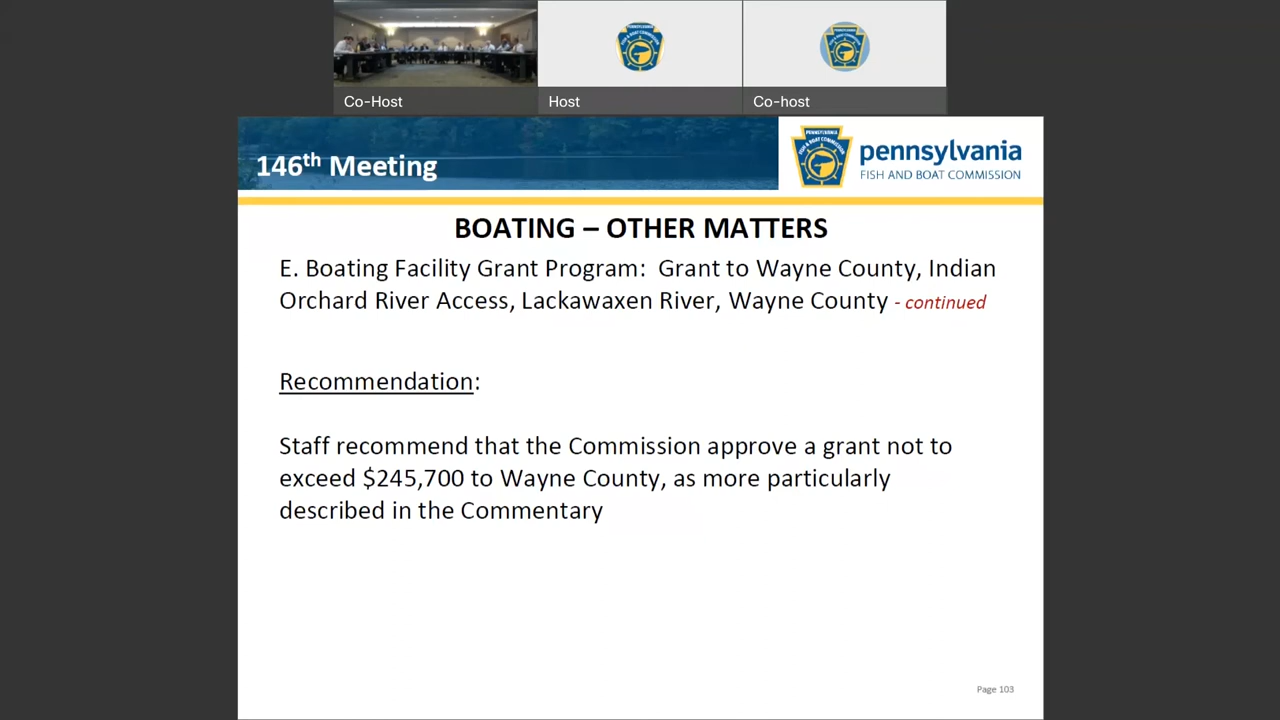 Co-Host
Host
Co-host
146th Meeting
pennsylvania
FISH AND BOAT COMMISSION
BOATING – OTHER MATTERS
E. Boating Facility Grant Program: Grant to Wayne County, Indian
Orchard River Access, Lackawaxen River, Wayne County - continued
Recommendation:
Staff recommend that the Commission approve a grant not to
exceed $245,700 to Wayne County, as more particularly
described in the Commentary
Page 103